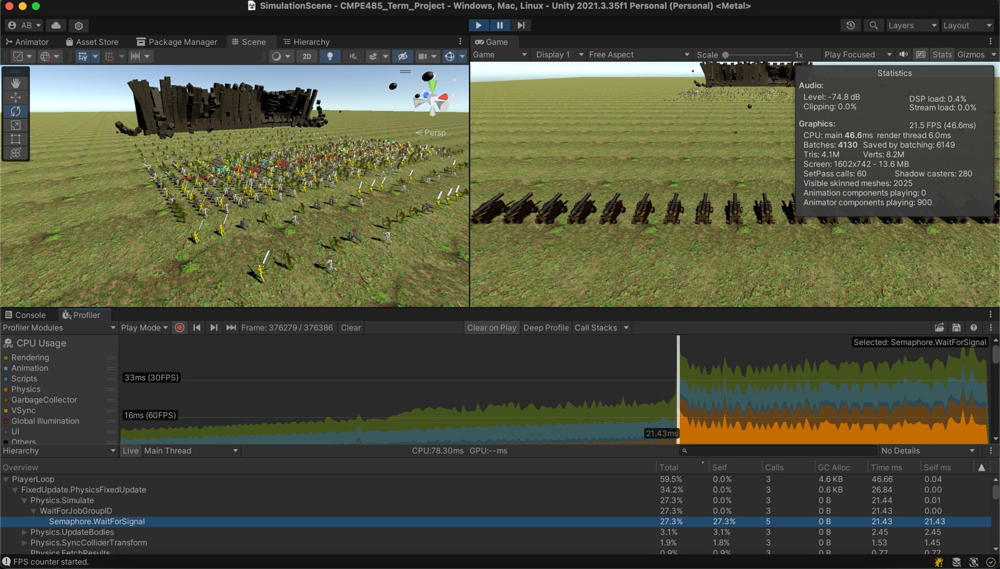 SimulationScene - CMPE485_Term_Project - Windows, Mac, Linux - Unity 2021.3.35f1 Personal (Personal) <Metal>
AB Layers Layout
Animator Asset Store Package Manager Scene Hierarchy Game
2D Game Display 1 Free Aspect Scale 1x Play Focused Stats Gizmos
y
x
Persp
Statistics
Audio:
Level: -74.8 dB DSP load: 0.4%
Clipping: 0.0% Stream load: 0.0%
Graphics: 21.5 FPS (46.6ms)
CPU: main 46.6ms render thread 6.0ms
Batches: 4130 Saved by batching: 6149
Tris: 4.1M Verts: 8.2M
Screen: 1602x742 - 13.6 MB
SetPass calls: 60 Shadow casters: 280
Visible skinned meshes: 2025
Animation components playing: 0
Animator components playing: 900
Console Profiler
Profiler Modules Play Mode Frame: 376279 / 376386 Clear Clear on Play Deep Profile Call Stacks
CPU CPU Usage
Selected: Semaphore.WaitForSignal
Rendering
Animation
Scripts
Physics
GarbageCollector
VSync
Global Illumination
UI
Others
33ms (30FPS)
16ms (60FPS)
21.43ms
Hierarchy Live Main Thread CPU:78.30ms GPU:--ms No Details
Overview Total Self Calls GC Alloc Time ms Self ms
PlayerLoop 59.5% 0.0% 3 4.6 KB 46.66 0.04
FixedUpdate.PhysicsFixedUpdate 34.2% 0.0% 3 0.6 KB 26.84 0.00
Physics.Simulate 27.3% 0.0% 3 0 B 21.44 0.01
WaitForJobGroupID 27.3% 0.0% 3 0 B 21.43 0.00
Semaphore.WaitForSignal 27.3% 27.3% 5 0 B 21.43 21.43
Physics.UpdateBodies 3.1% 3.1% 3 0 B 2.45 2.45
Physics.SyncColliderTransform 1.9% 1.8% 3 0 B 1.53 1.45
Physics.FetchResults 0.9% 0.9% 3 0 B 0.77 0.77
FPS counter started.